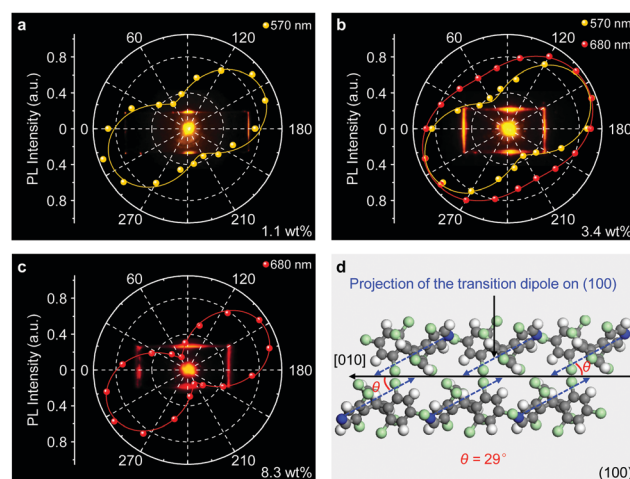 a
570 nm
PL Intensity (a.u.)
0.8
0.4
0
0.4
0.8
60
120
180
210
270
1.1 wt%
b
570 nm
680 nm
PL Intensity (a.u.)
0.8
0.4
0
0.4
0.8
60
120
180
210
270
3.4 wt%
c
680 nm
PL Intensity (a.u.)
0.8
0.4
0
0.4
0.8
60
120
180
210
270
8.3 wt%
d
Projection of the transition dipole on (100)
[010]
θ
θ
θ = 29°
(100)